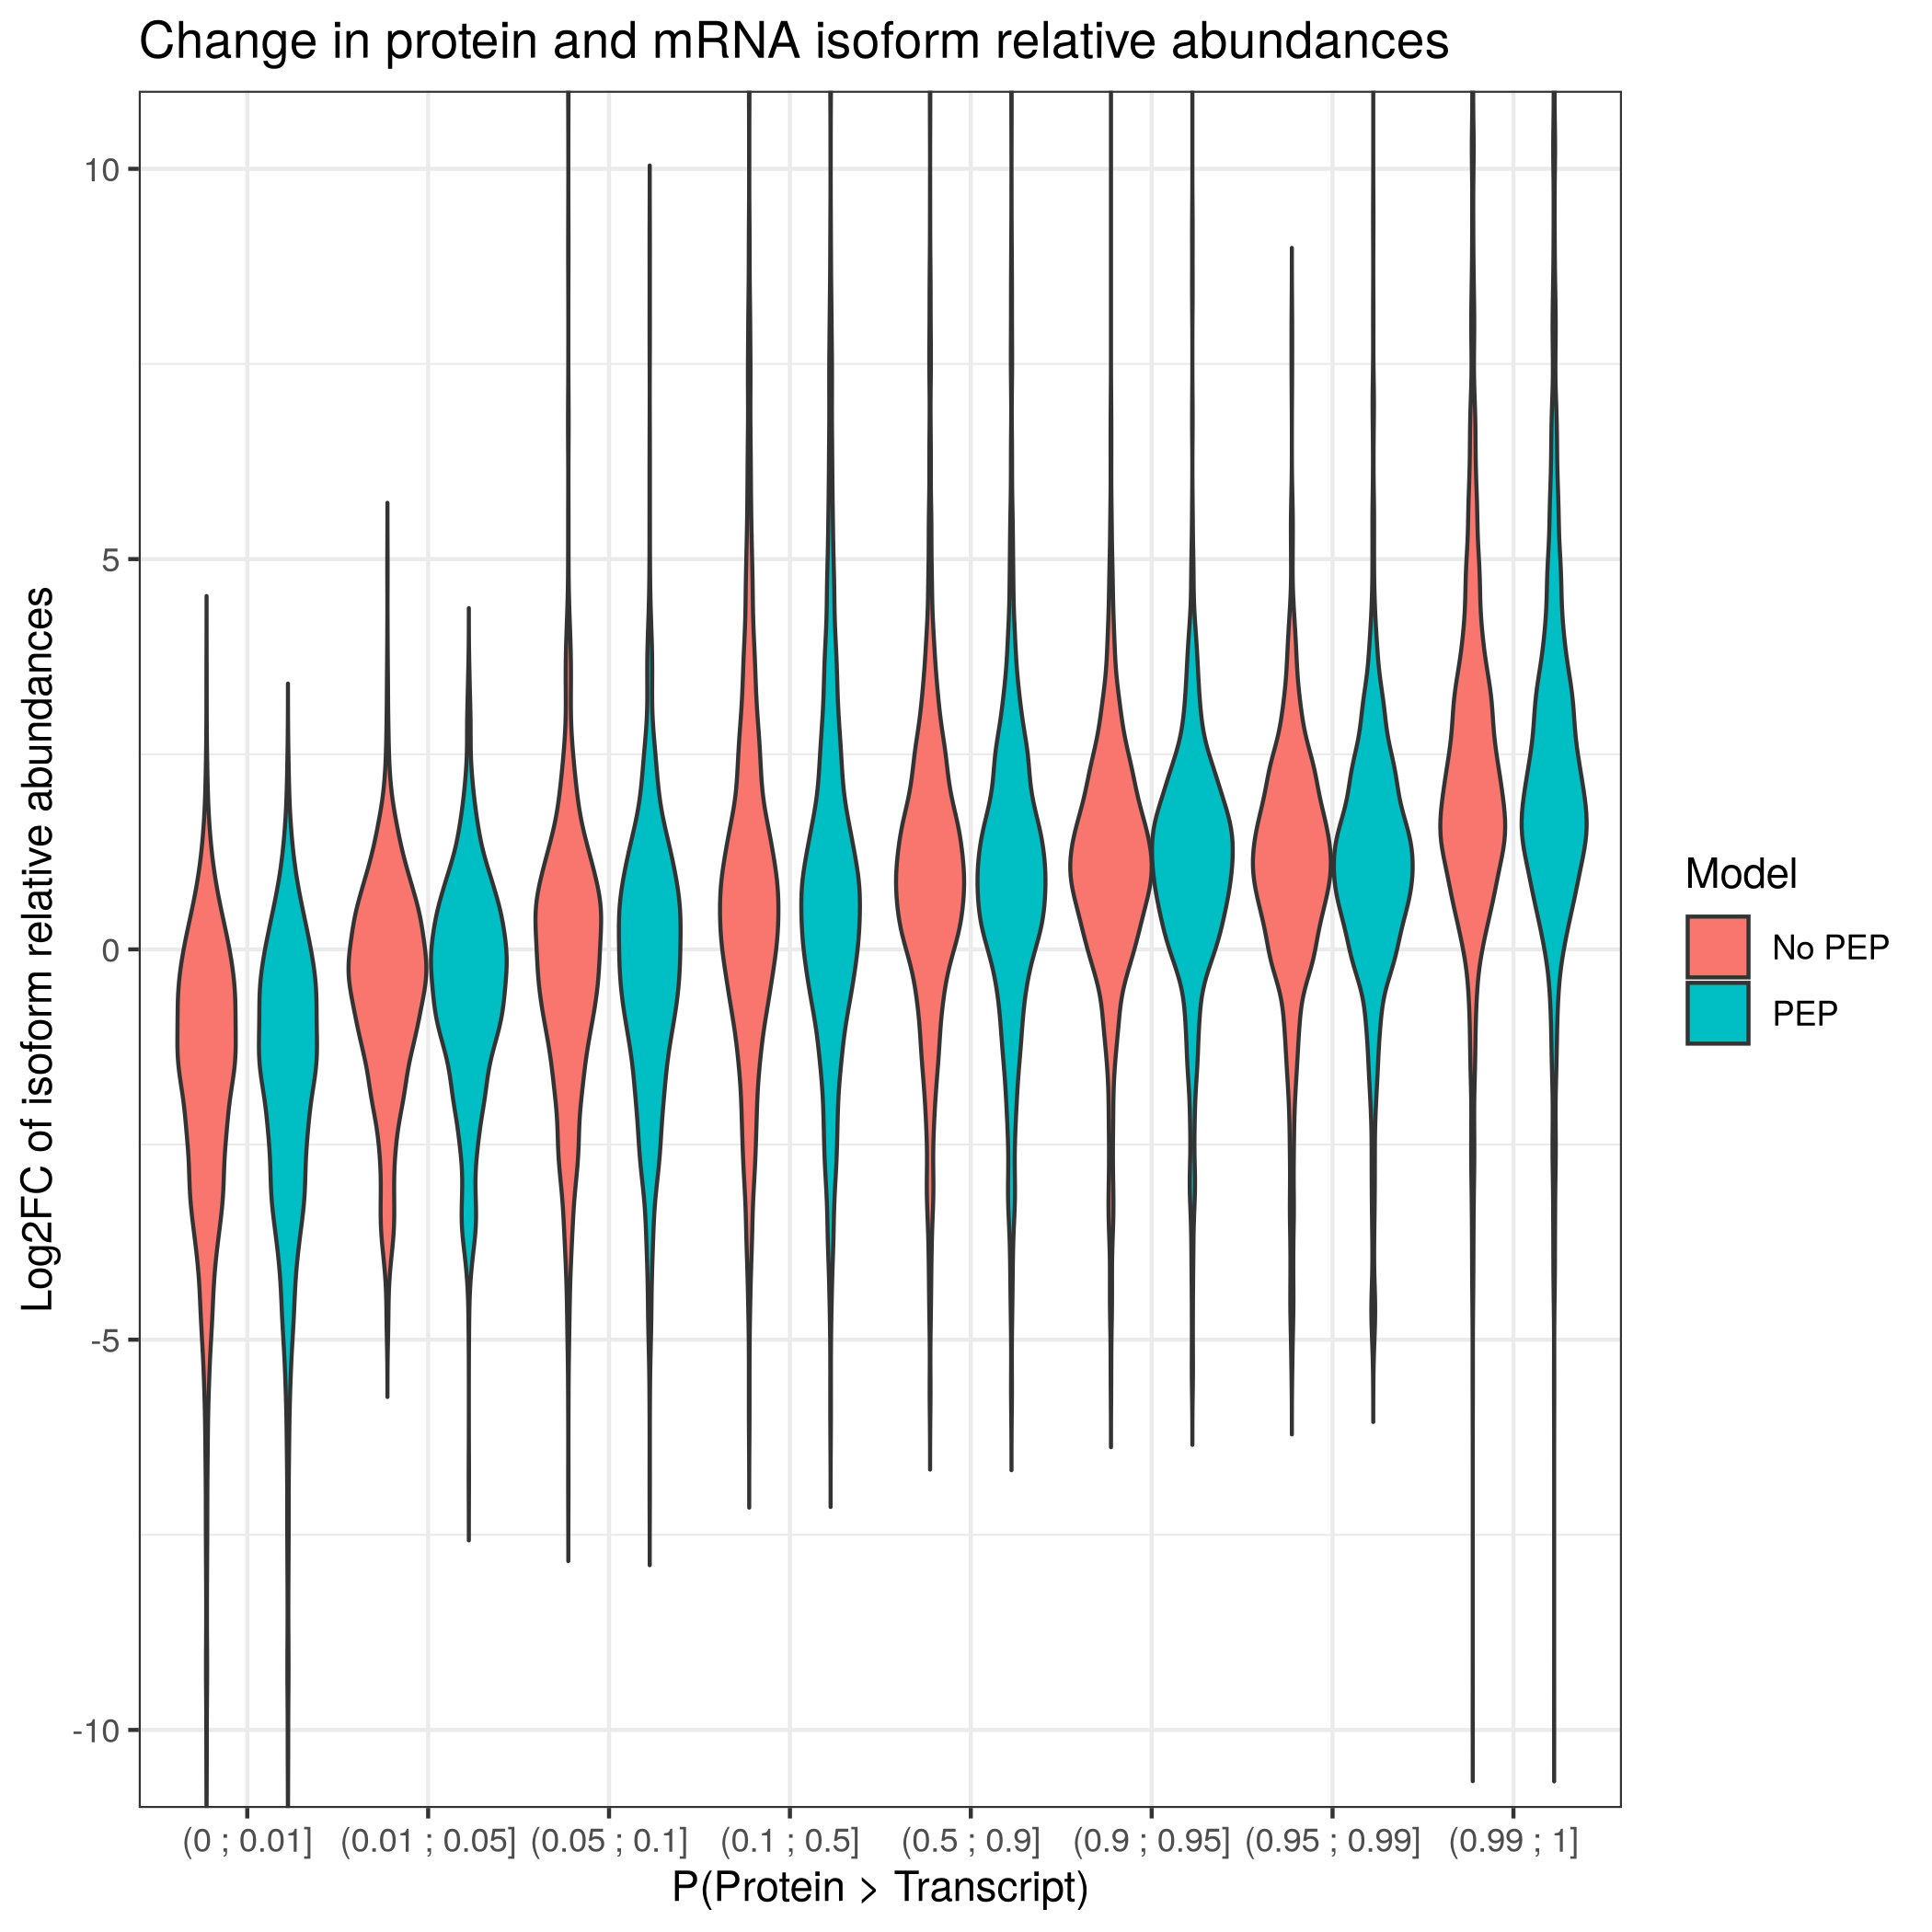 Change in protein and mRNA isoform relative abundances
Log2FC of isoform relative abundances
10
5
0
-5
-10
(0 ; 0.01]
(0.01 ; 0.05]
(0.05 ; 0.1]
(0.1 ; 0.5]
(0.5 ; 0.9]
(0.9 ; 0.95]
(0.95 ; 0.99]
(0.99 ; 1]
P(Protein > Transcript)
Model
No PEP
PEP